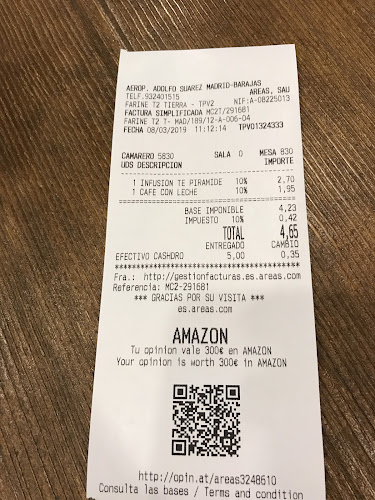 AEROP. ADOLFO SUAREZ MADRID-BARAJAS
TELF.932401515 AREAS, SAU
FARINE T2 TIERRA - TPV2 NIF:A-08225013
FACTURA SIMPLIFICADA MC2T/291681
FARINE T2 T- MAD/189/12-A-006-04
FECHA 08/03/2019 11:12:14 TPV01324333
CAMARERO 5630 SALA 0 MESA 830
UDS DESCRIPCION IMPORTE
1 INFUSION TE PIRAMIDE 10% 2,70
1 CAFE CON LECHE 10% 1,95
BASE IMPONIBLE 4,23
IMPUESTO 10% 0,42
TOTAL 4,65
ENTREGADO CAMBIO
EFECTIVO CASHDRO 5,00 0,35
****************************************
Fra.: http://gestionfacturas.es.areas.com
Referencia: MC2-291681
*** GRACIAS POR SU VISITA ***
es.areas.com
AMAZON
Tu opinion vale 300€ en AMAZON
Your opinion is worth 300€ in AMAZON
http://opin.at/areas3248610
Consulta las bases / Terms and condition